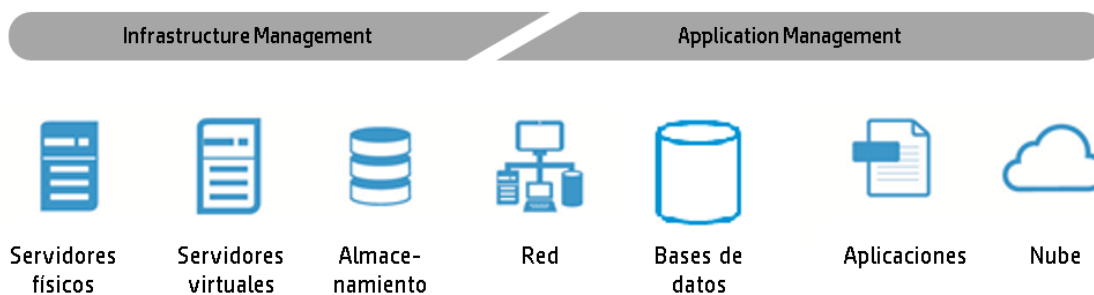 Infrastructure Management
Application Management
Servidores
físicos
Servidores
virtuales
Almace-
namiento
Red
Bases de
datos
Aplicaciones
Nube